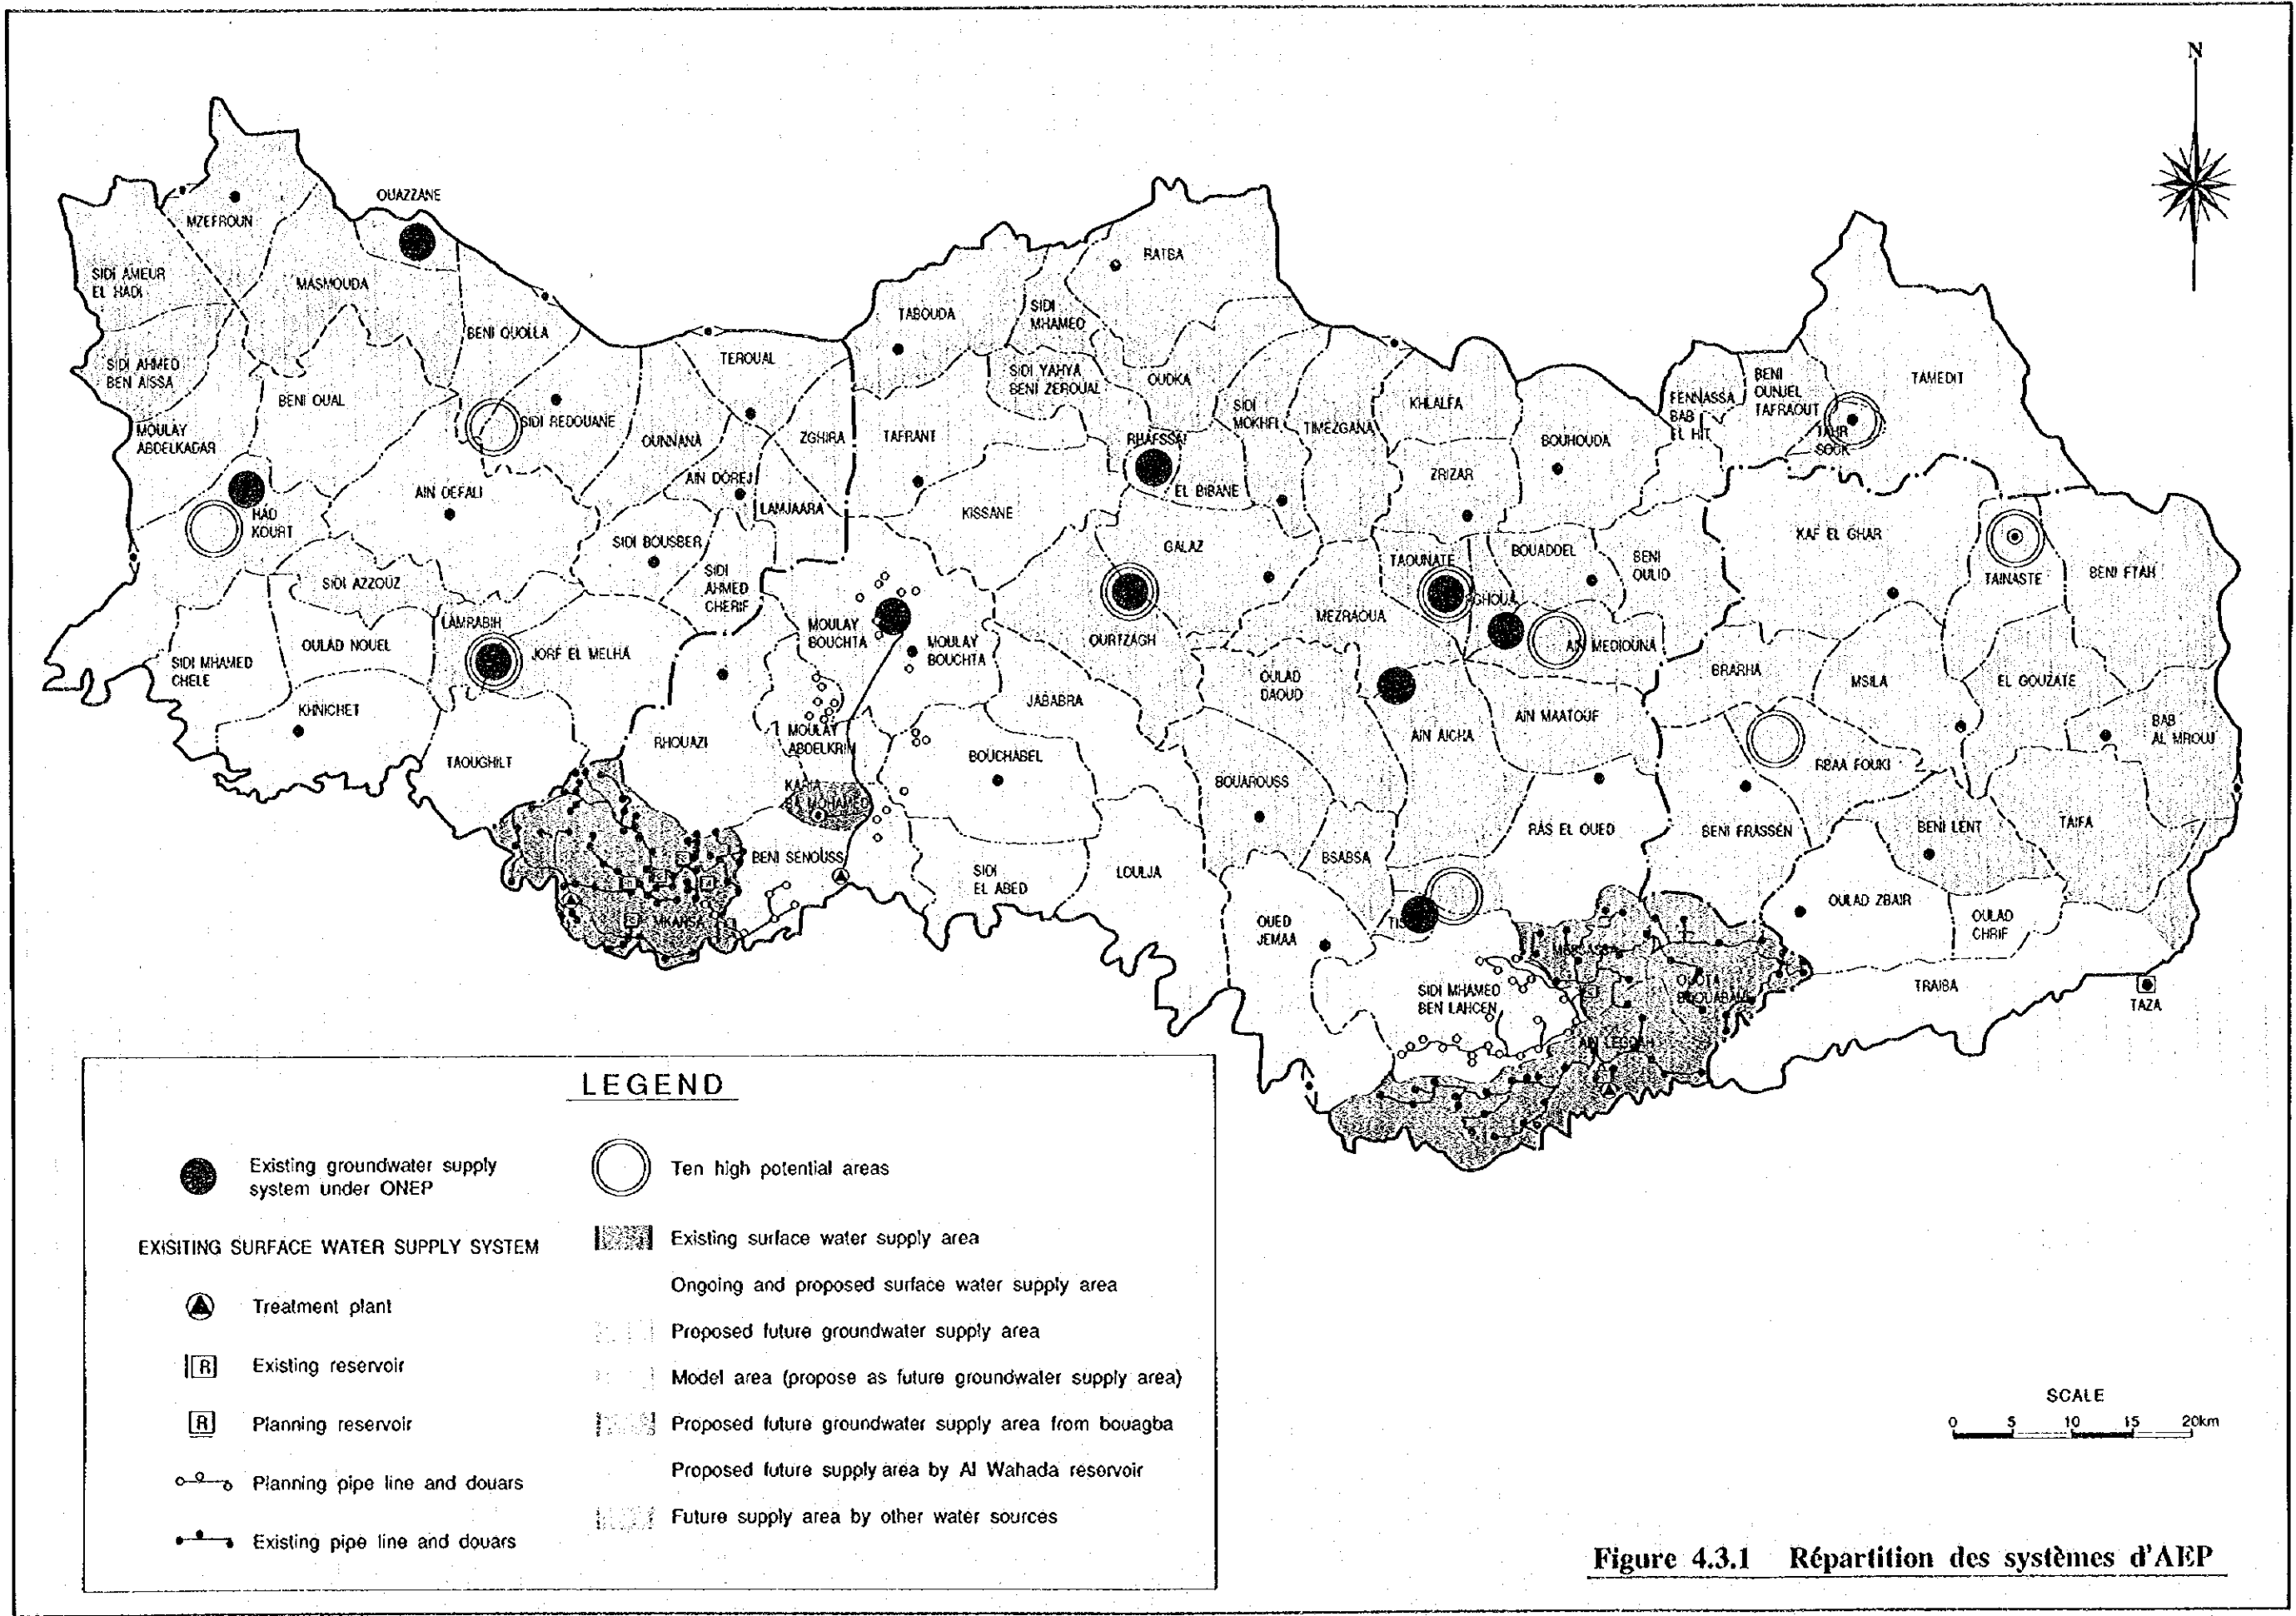 N
OUAZZANE
MZEFROUN
SIDI AMEUR
EL HADI
MASMOUDA
BENI QUOLLA
SIDI AHMED
BEN AISSA
BENI OUAL
MOULAY
ABDELKADAR
SIDI REDOUANE
TEROUAL
OUNNANA
ZGHIRA
AIN DOREJ
LAMJAARA
AIN DEFALI
HAD
KOURT
SIDI BOUSBER
SIDI
AHMED
CHERIF
SIDI AZZOUZ
LAMRABIH
OULAD NOUEL
JORF EL MELHA
SIDI MHAMED
CHELE
KHNICHET
TAOUGHILT
RHOUAZI
MKANSA
TABOUDA
SIDI
MHAMED
RATBA
SIDI YAHYA
BENI ZEROUAL
OUDKA
TAFRANT
KISSANE
RHAFSSAI
SIDI
MOKHFI
EL BIBANE
TIMEZGANA
GALAZ
OURTZAGH
MOULAY
BOUCHTA
MOULAY
BOUCHTA
JABABRA
MOULAY
ABDELKRIM
BOUCHABEL
KARIA
BA MOHAMED
BENI SENOUSS
SIDI
EL ABED
LOULJA
KHLALFA
ZRIZAR
BOUHOUDA
FENNASSA
BAB
EL HIT
BENI
OUNJEL
TAFRAOUT
TAHR
SOUK
TAMEDIT
TAOUNATE
BOUADDEL
BENI
OULID
MEZRAOUA
AIN MEDIOUNA
OULAD
DAOUD
AIN AICHA
AIN MAATOUF
BOUAROUSS
BSABSA
RAS EL OUED
OUED
JEMAA
SIDI MHAMED
BEN LAHCEN
KAF EL GHAR
TAINASTE
BENI FTAH
BRARHA
MSILA
EL GOUZATE
BAB
AL MROUJ
RBAA FOUKI
BENI FRASSEN
BENI LENT
TAIFA
OULAD ZBAIR
OULAD
CHRIF
TRAIBA
TAZA
LEGEND
Existing groundwater supply
system under ONEP
EXISITING SURFACE WATER SUPPLY SYSTEM
Treatment plant
R Existing reservoir
R Planning reservoir
Planning pipe line and douars
Existing pipe line and douars
Ten high potential areas
Existing surface water supply area
Ongoing and proposed surface water supply area
Proposed future groundwater supply area
Model area (propose as future groundwater supply area)
Proposed future groundwater supply area from bouagba
Proposed future supply area by Al Wahada reservoir
Future supply area by other water sources
SCALE
0 5 10 15 20km
Figure 4.3.1 Répartition des systèmes d'AEP